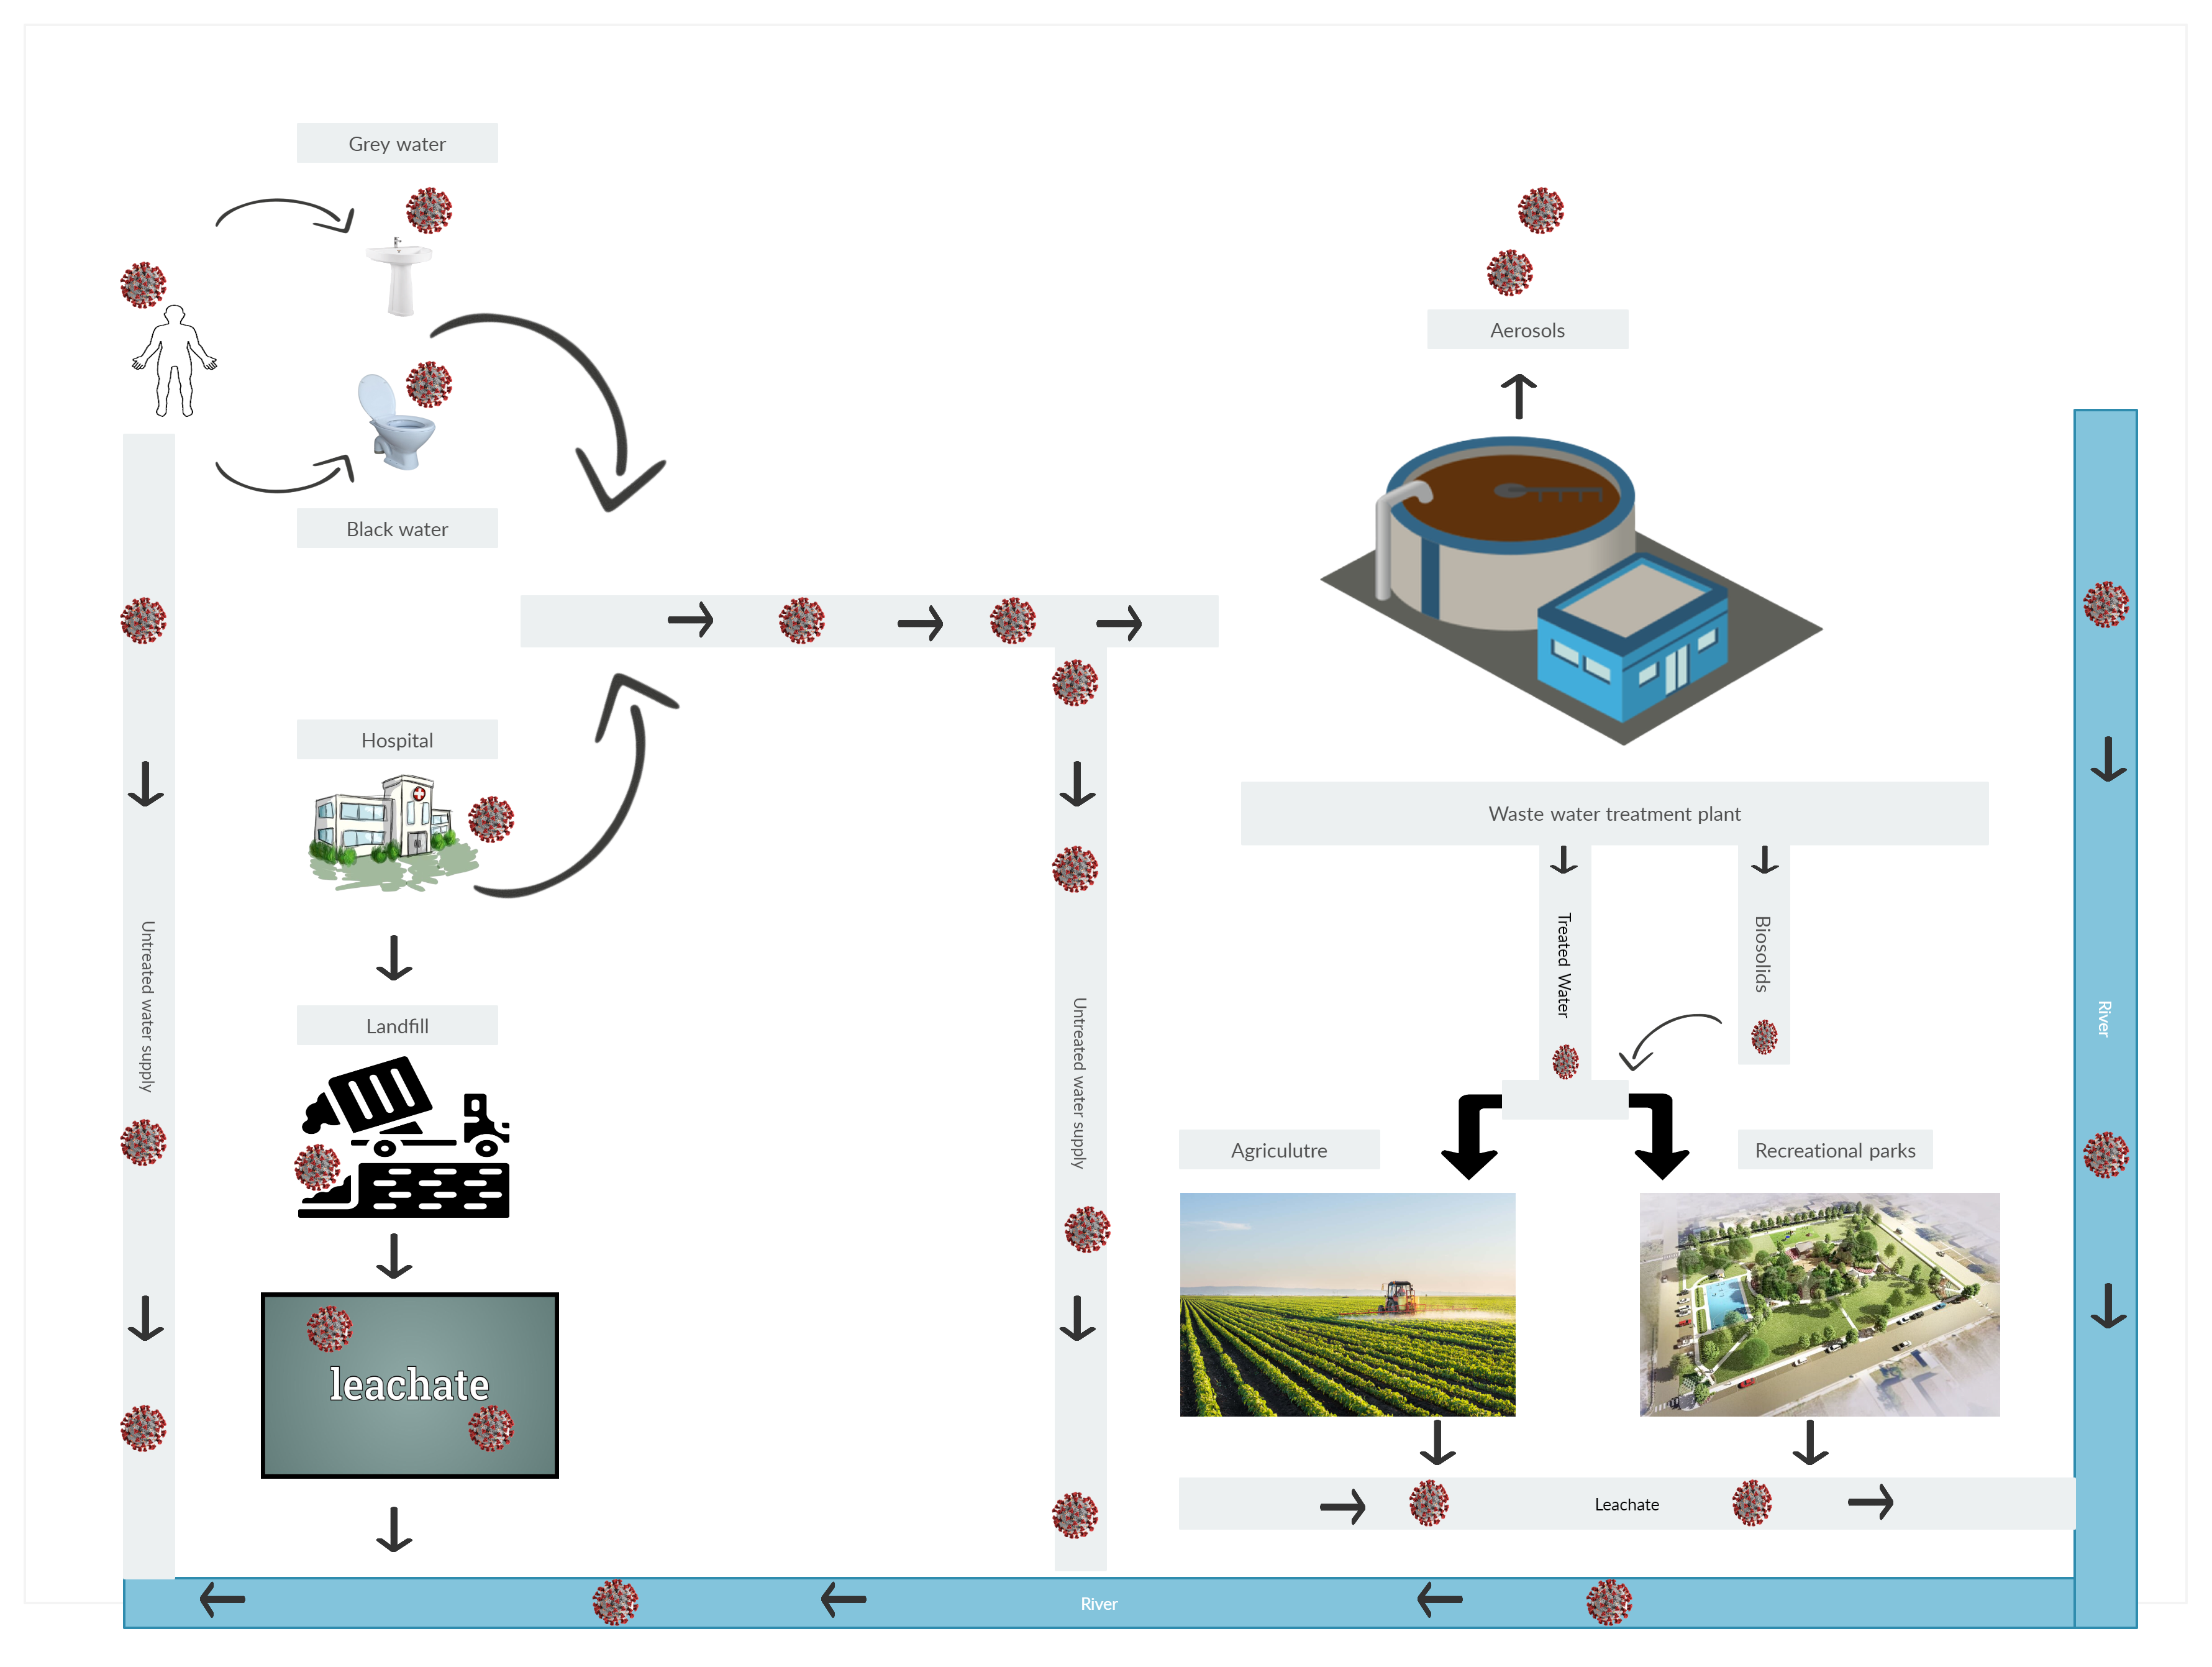 Grey water
Aerosols
Black water
Hospital
Waste water treatment plant
Untreated water supply
Landfill
Untreated water supply
Treated Water
Biosolids
River
Agriculutre
Recreational parks
leachate
Leachate
River